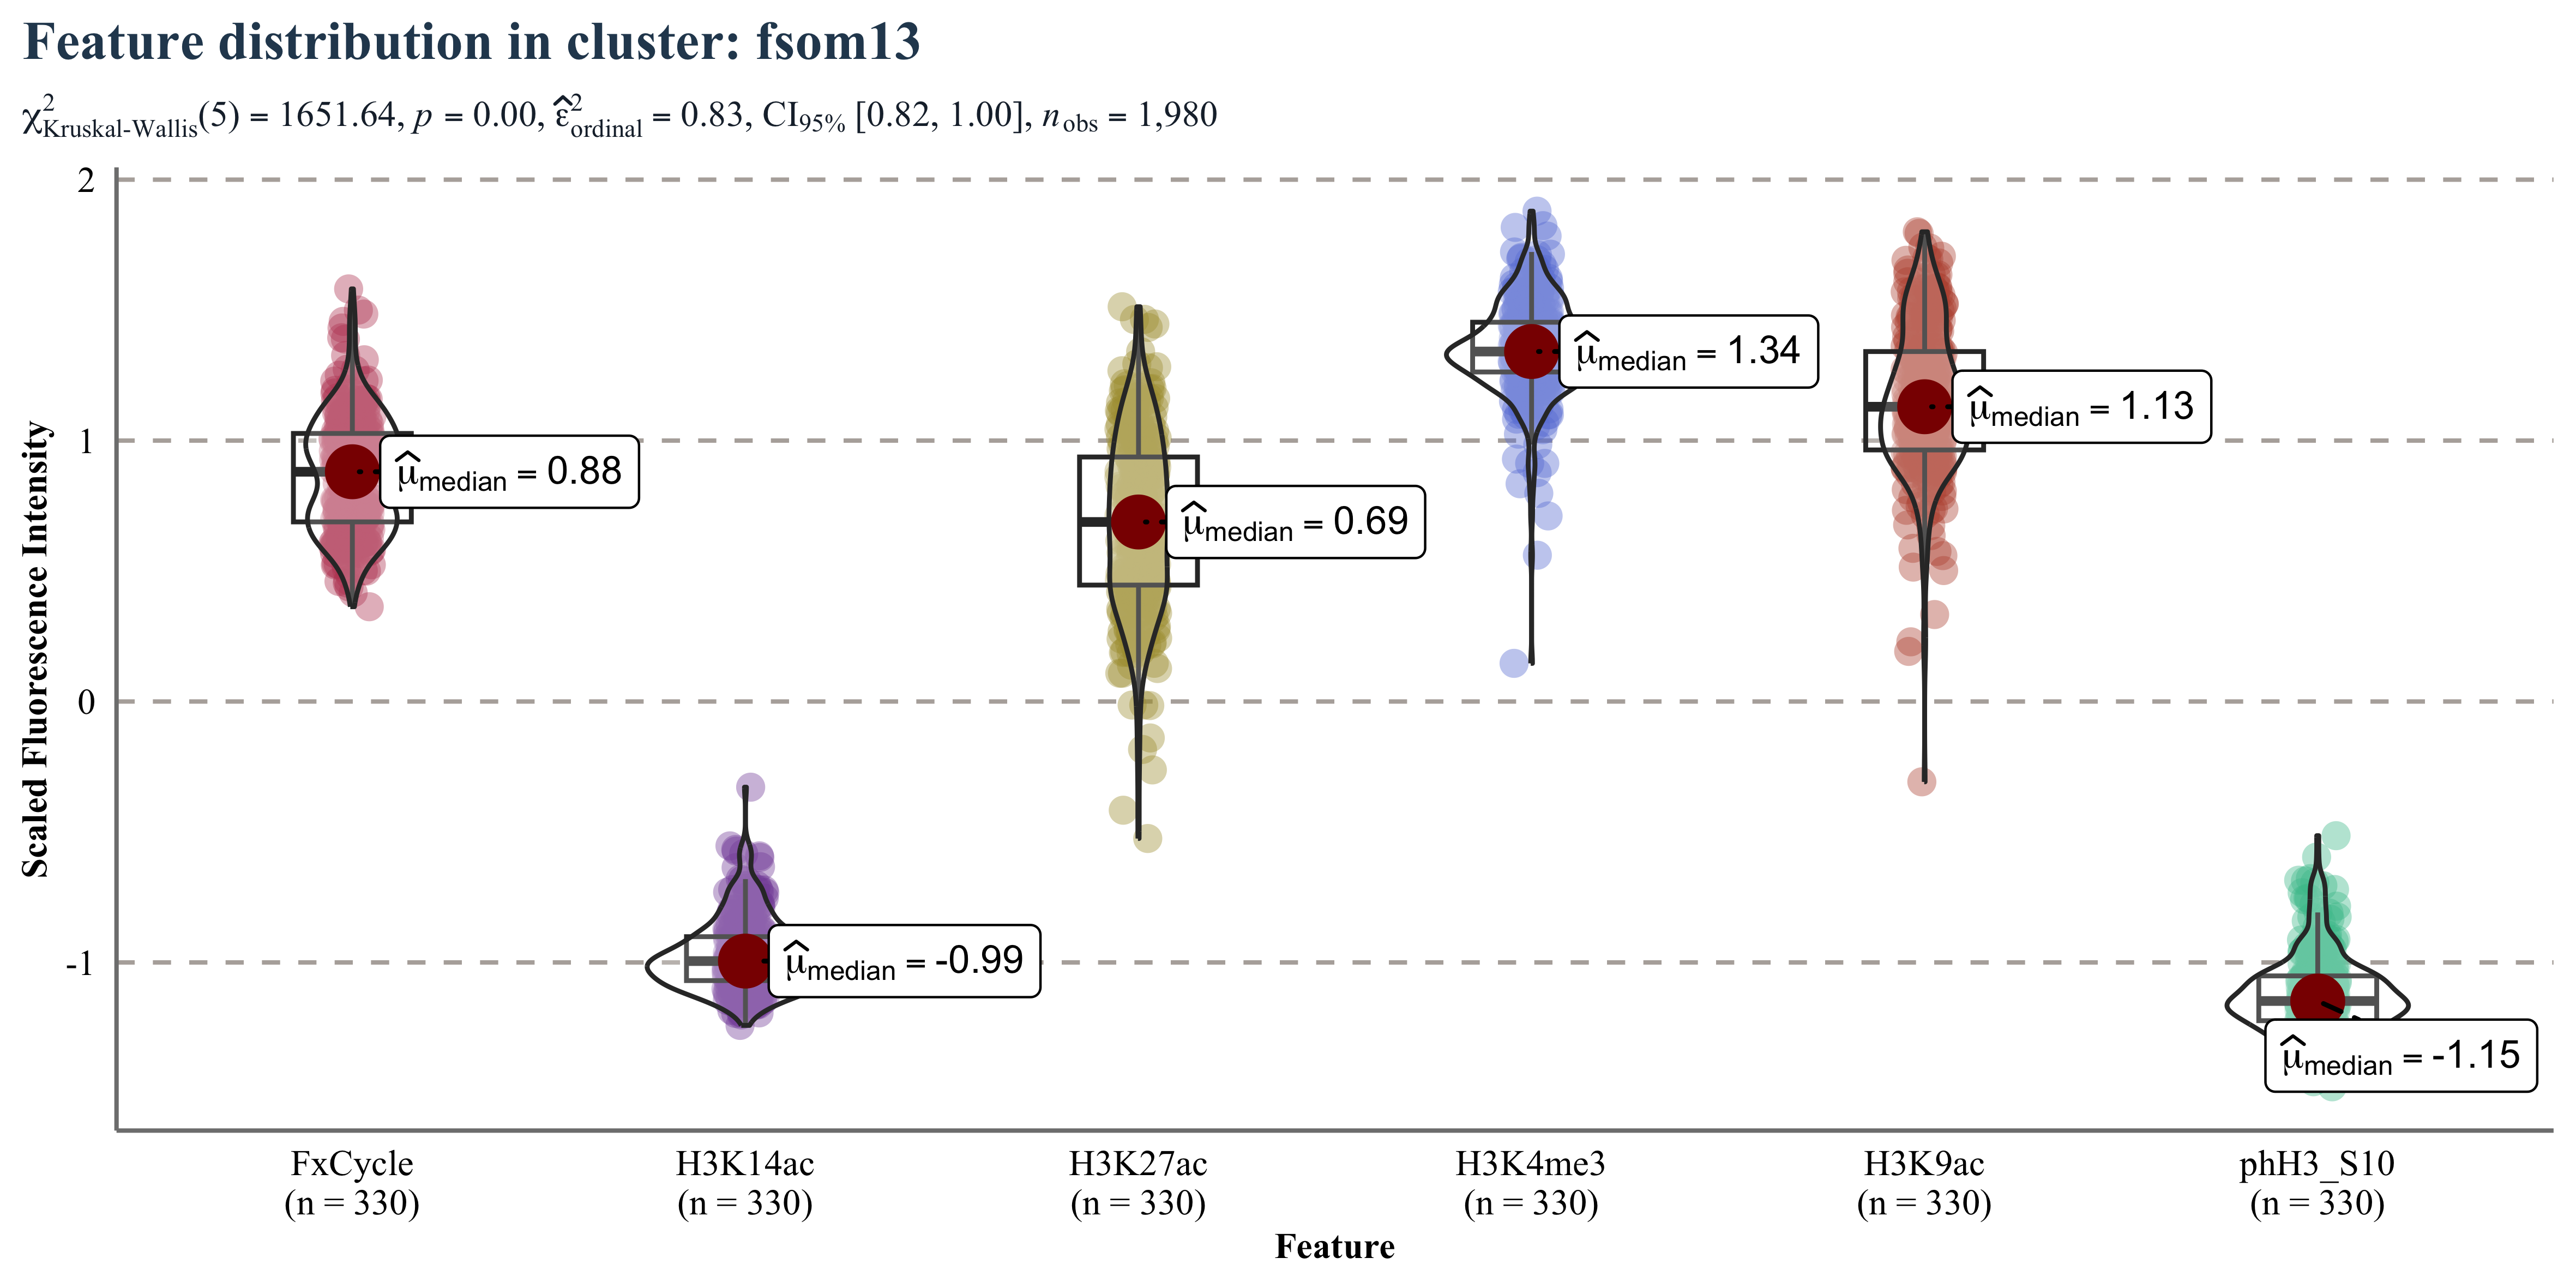 Feature distribution in cluster: fsom13
χ²Kruskal-Wallis(5) = 1651.64, p = 0.00, ε̂²ordinal = 0.83, CI95% [0.82, 1.00], nobs = 1,980
Scaled Fluorescence Intensity
2
1
0
-1
μ̂median = 0.88
μ̂median = -0.99
μ̂median = 0.69
μ̂median = 1.34
μ̂median = 1.13
μ̂median = -1.15
FxCycle H3K14ac H3K27ac H3K4me3 H3K9ac phH3_S10
(n = 330) (n = 330) (n = 330) (n = 330) (n = 330) (n = 330)
Feature